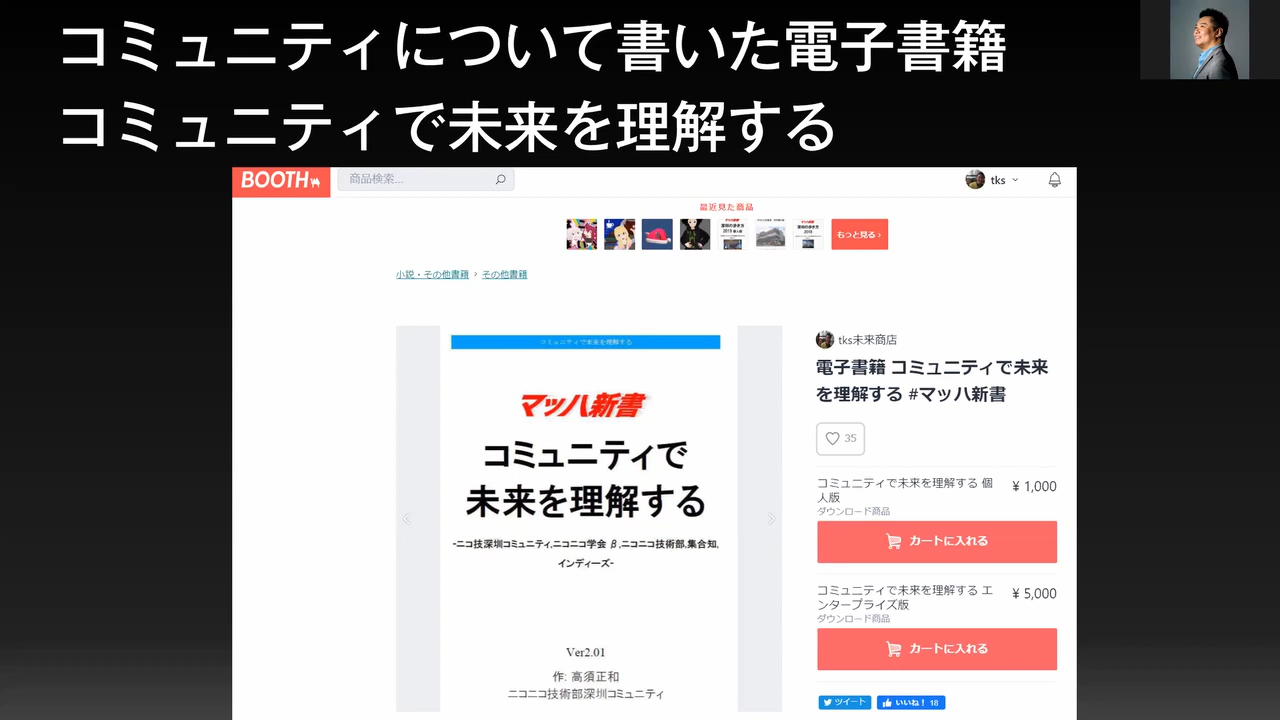 コミュニティについて書いた電子書籍
コミュニティで未来を理解する
BOOTH
商品検索...
tks
最近見た商品
もっと見る ›
小説・その他書籍 › その他書籍
コミュニティで未来を理解する
マッハ新書
コミュニティで
未来を理解する
-ニコ技深圳コミュニティ,ニコニコ学会β,ニコニコ技術部,集合知,
インディーズ-
Ver2.01
作: 高須正和
ニコニコ技術部深圳コミュニティ
tks未来商店
電子書籍 コミュニティで未来
を理解する #マッハ新書
35
コミュニティで未来を理解する 個
人版
¥ 1,000
ダウンロード商品
カートに入れる
コミュニティで未来を理解する エ
ンタープライズ版
¥ 5,000
ダウンロード商品
カートに入れる
ツイート
いいね！ 18